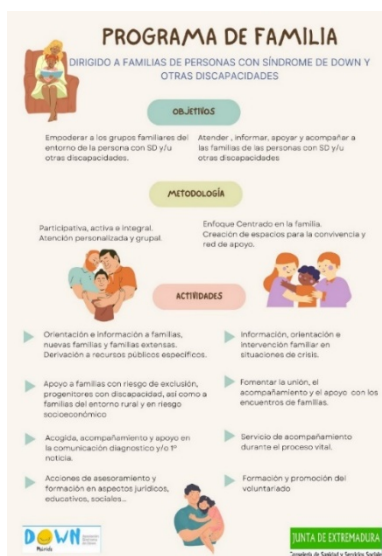 PROGRAMA DE FAMILIA
DIRIGIDO A FAMILIAS DE PERSONAS CON SÍNDROME DE DOWN Y
OTRAS DISCAPACIDADES
OBJETIVOS
Empoderar a los grupos familiares del
entorno de la persona con SD y/u
otras discapacidades.
Atender , informar, apoyar y acompañar a
las familias de las personas con SD y/u
otras discapacidades
METODOLOGÍA
Participativa, activa e integral.
Atención personalizada y grupal.
Enfoque Centrado en la familia.
Creación de espacios para la convivencia y
red de apoyo.
ACTIVIDADES
Orientación e Información a familias,
nuevas familias y familias extensas.
Derivación a recursos públicos específicos.
Información, orientación e
intervención familiar en
situaciones de crisis.
Apoyo a familias con riesgo de exclusión,
progenitores con discapacidad, así como a
familias del entorno rural y en riesgo
socioeconómico
Fomentar la unión, el
acompañamiento y el apoyo con los
encuentros de familias.
Acogida, acompañamiento y apoyo en
la comunicación diagnostico y/o 1º
noticia.
Servicio de acompañamiento
durante el proceso vital.
Acciones de asesoramiento y
formación en aspectos jurídicos,
educativos, sociales...
Formación y promoción del
voluntariado
DOWN
JUNTA DE EXTREMADURA
Consejería de Sanidad y Servicios Sociales